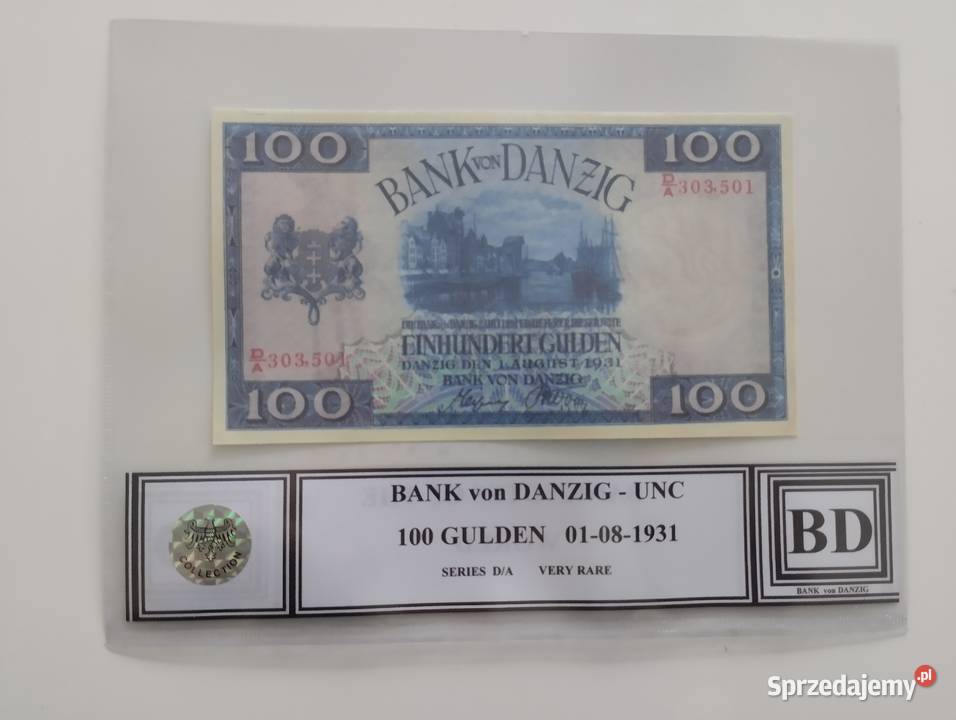 100
100
BANK VON DANZIG
D/A 303,501
EINHUNDERT GULDEN
D/A 303,501
DANZIG DEN 1. AUGUST 1931
BANK VON DANZIG
100
100
BANK von DANZIG - UNC
100 GULDEN 01-08-1931
SERIES D/A VERY RARE
COLLECTION
BD
BANK von DANZIG
Sprzedajemy.pl